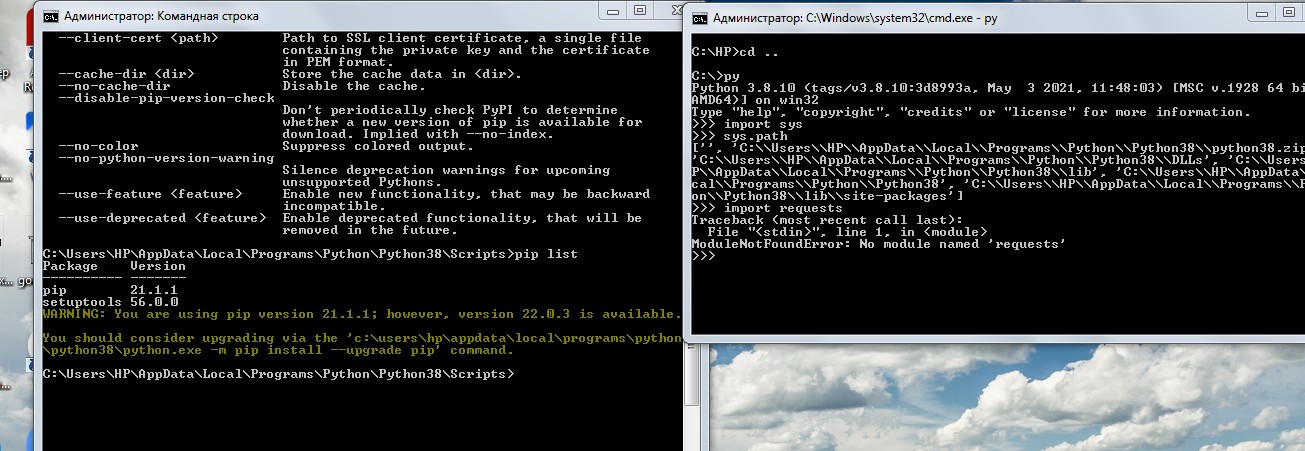 Администратор: Командная строка
--client-cert <path> Path to SSL client certificate, a single file
containing the private key and the certificate
in PEM format.
--cache-dir <dir> Store the cache data in <dir>.
--no-cache-dir Disable the cache.
--disable-pip-version-check
Don't periodically check PyPI to determine
whether a new version of pip is available for
download. Implied with --no-index.
--no-color Suppress colored output.
--no-python-version-warning
Silence deprecation warnings for upcoming
unsupported Pythons.
--use-feature <feature> Enable new functionality, that may be backward
incompatible.
--use-deprecated <feature> Enable deprecated functionality, that will be
removed in the future.
C:\Users\HP\AppData\Local\Programs\Python\Python38\Scripts>pip list
Package Version
---------- -------
pip 21.1.1
setuptools 56.0.0
WARNING: You are using pip version 21.1.1; however, version 22.0.3 is available.
You should consider upgrading via the 'c:\users\hp\appdata\local\programs\python
\python38\python.exe -m pip install --upgrade pip' command.
C:\Users\HP\AppData\Local\Programs\Python\Python38\Scripts>
Администратор: C:\Windows\system32\cmd.exe - py
C:\HP>cd ..
C:\>py
Python 3.8.10 (tags/v3.8.10:3d8993a, May 3 2021, 11:48:03) [MSC v.1928 64 bi
AMD64)] on win32
Type "help", "copyright", "credits" or "license" for more information.
>>> import sys
>>> sys.path
['', 'C:\\Users\\HP\\AppData\\Local\\Programs\\Python\\Python38\\python38.zip
'C:\\Users\\HP\\AppData\\Local\\Programs\\Python\\Python38\\DLLs', 'C:\\Users
P\\AppData\\Local\\Programs\\Python\\Python38\\lib', 'C:\\Users\\HP\\AppData\
cal\\Programs\\Python\\Python38', 'C:\\Users\\HP\\AppData\\Local\\Programs\\P
on\\Python38\\lib\\site-packages']
>>> import requests
Traceback (most recent call last):
File "<stdin>", line 1, in <module>
ModuleNotFoundError: No module named 'requests'
>>>